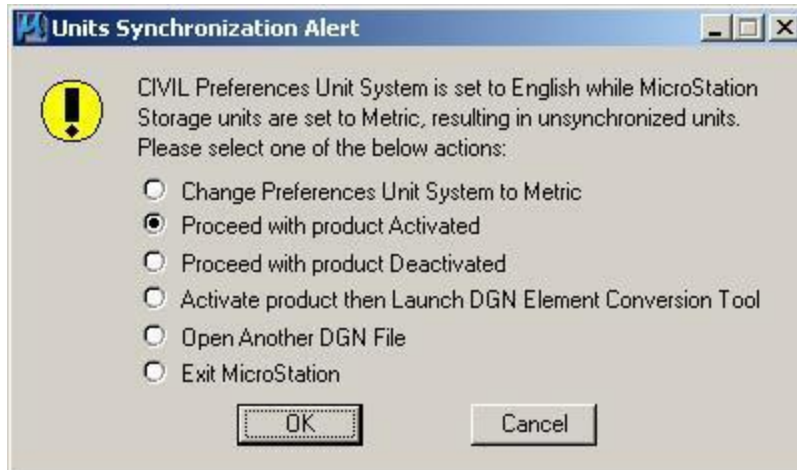 Units Synchronization Alert
CIVIL Preferences Unit System is set to English while MicroStation
Storage units are set to Metric, resulting in unsynchronized units.
Please select one of the below actions:
Change Preferences Unit System to Metric
Proceed with product Activated
Proceed with product Deactivated
Activate product then Launch DGN Element Conversion Tool
Open Another DGN File
Exit MicroStation
OK Cancel